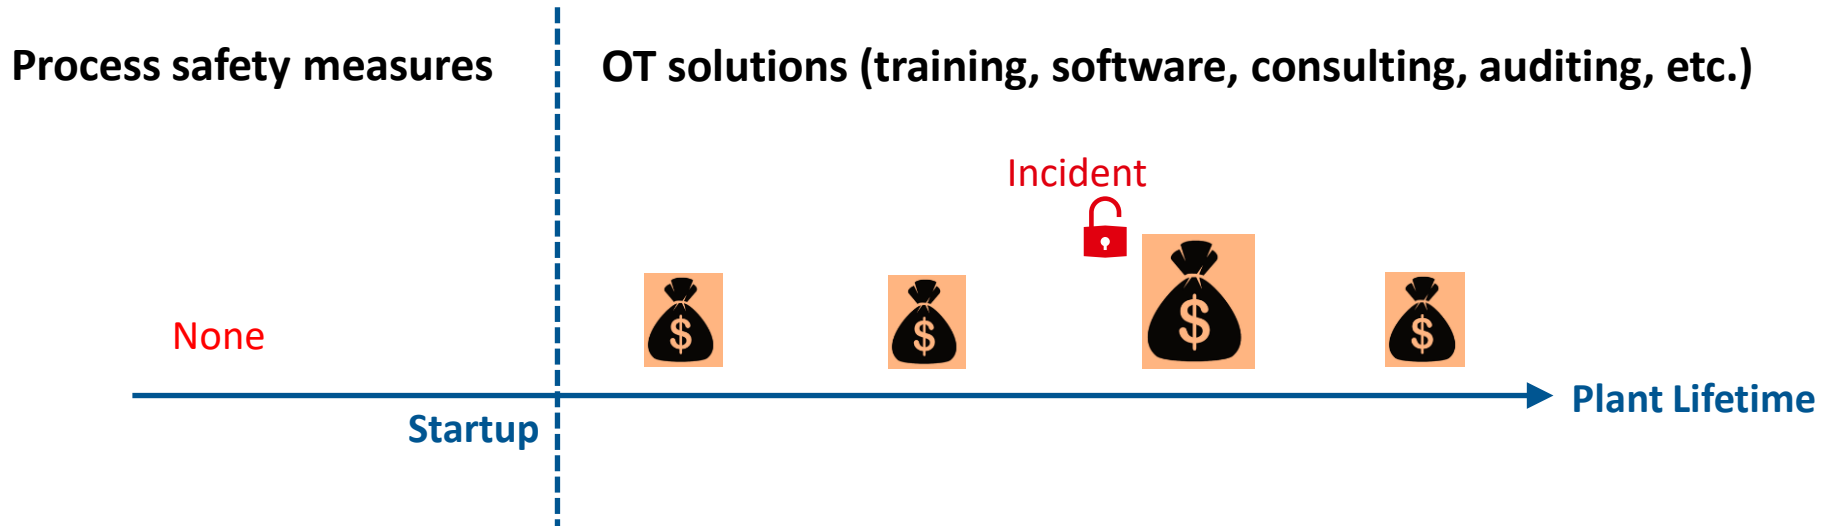 Process safety measures
OT solutions (training, software, consulting, auditing, etc.)
Incident
None
$
$
$
$
Startup
Plant Lifetime